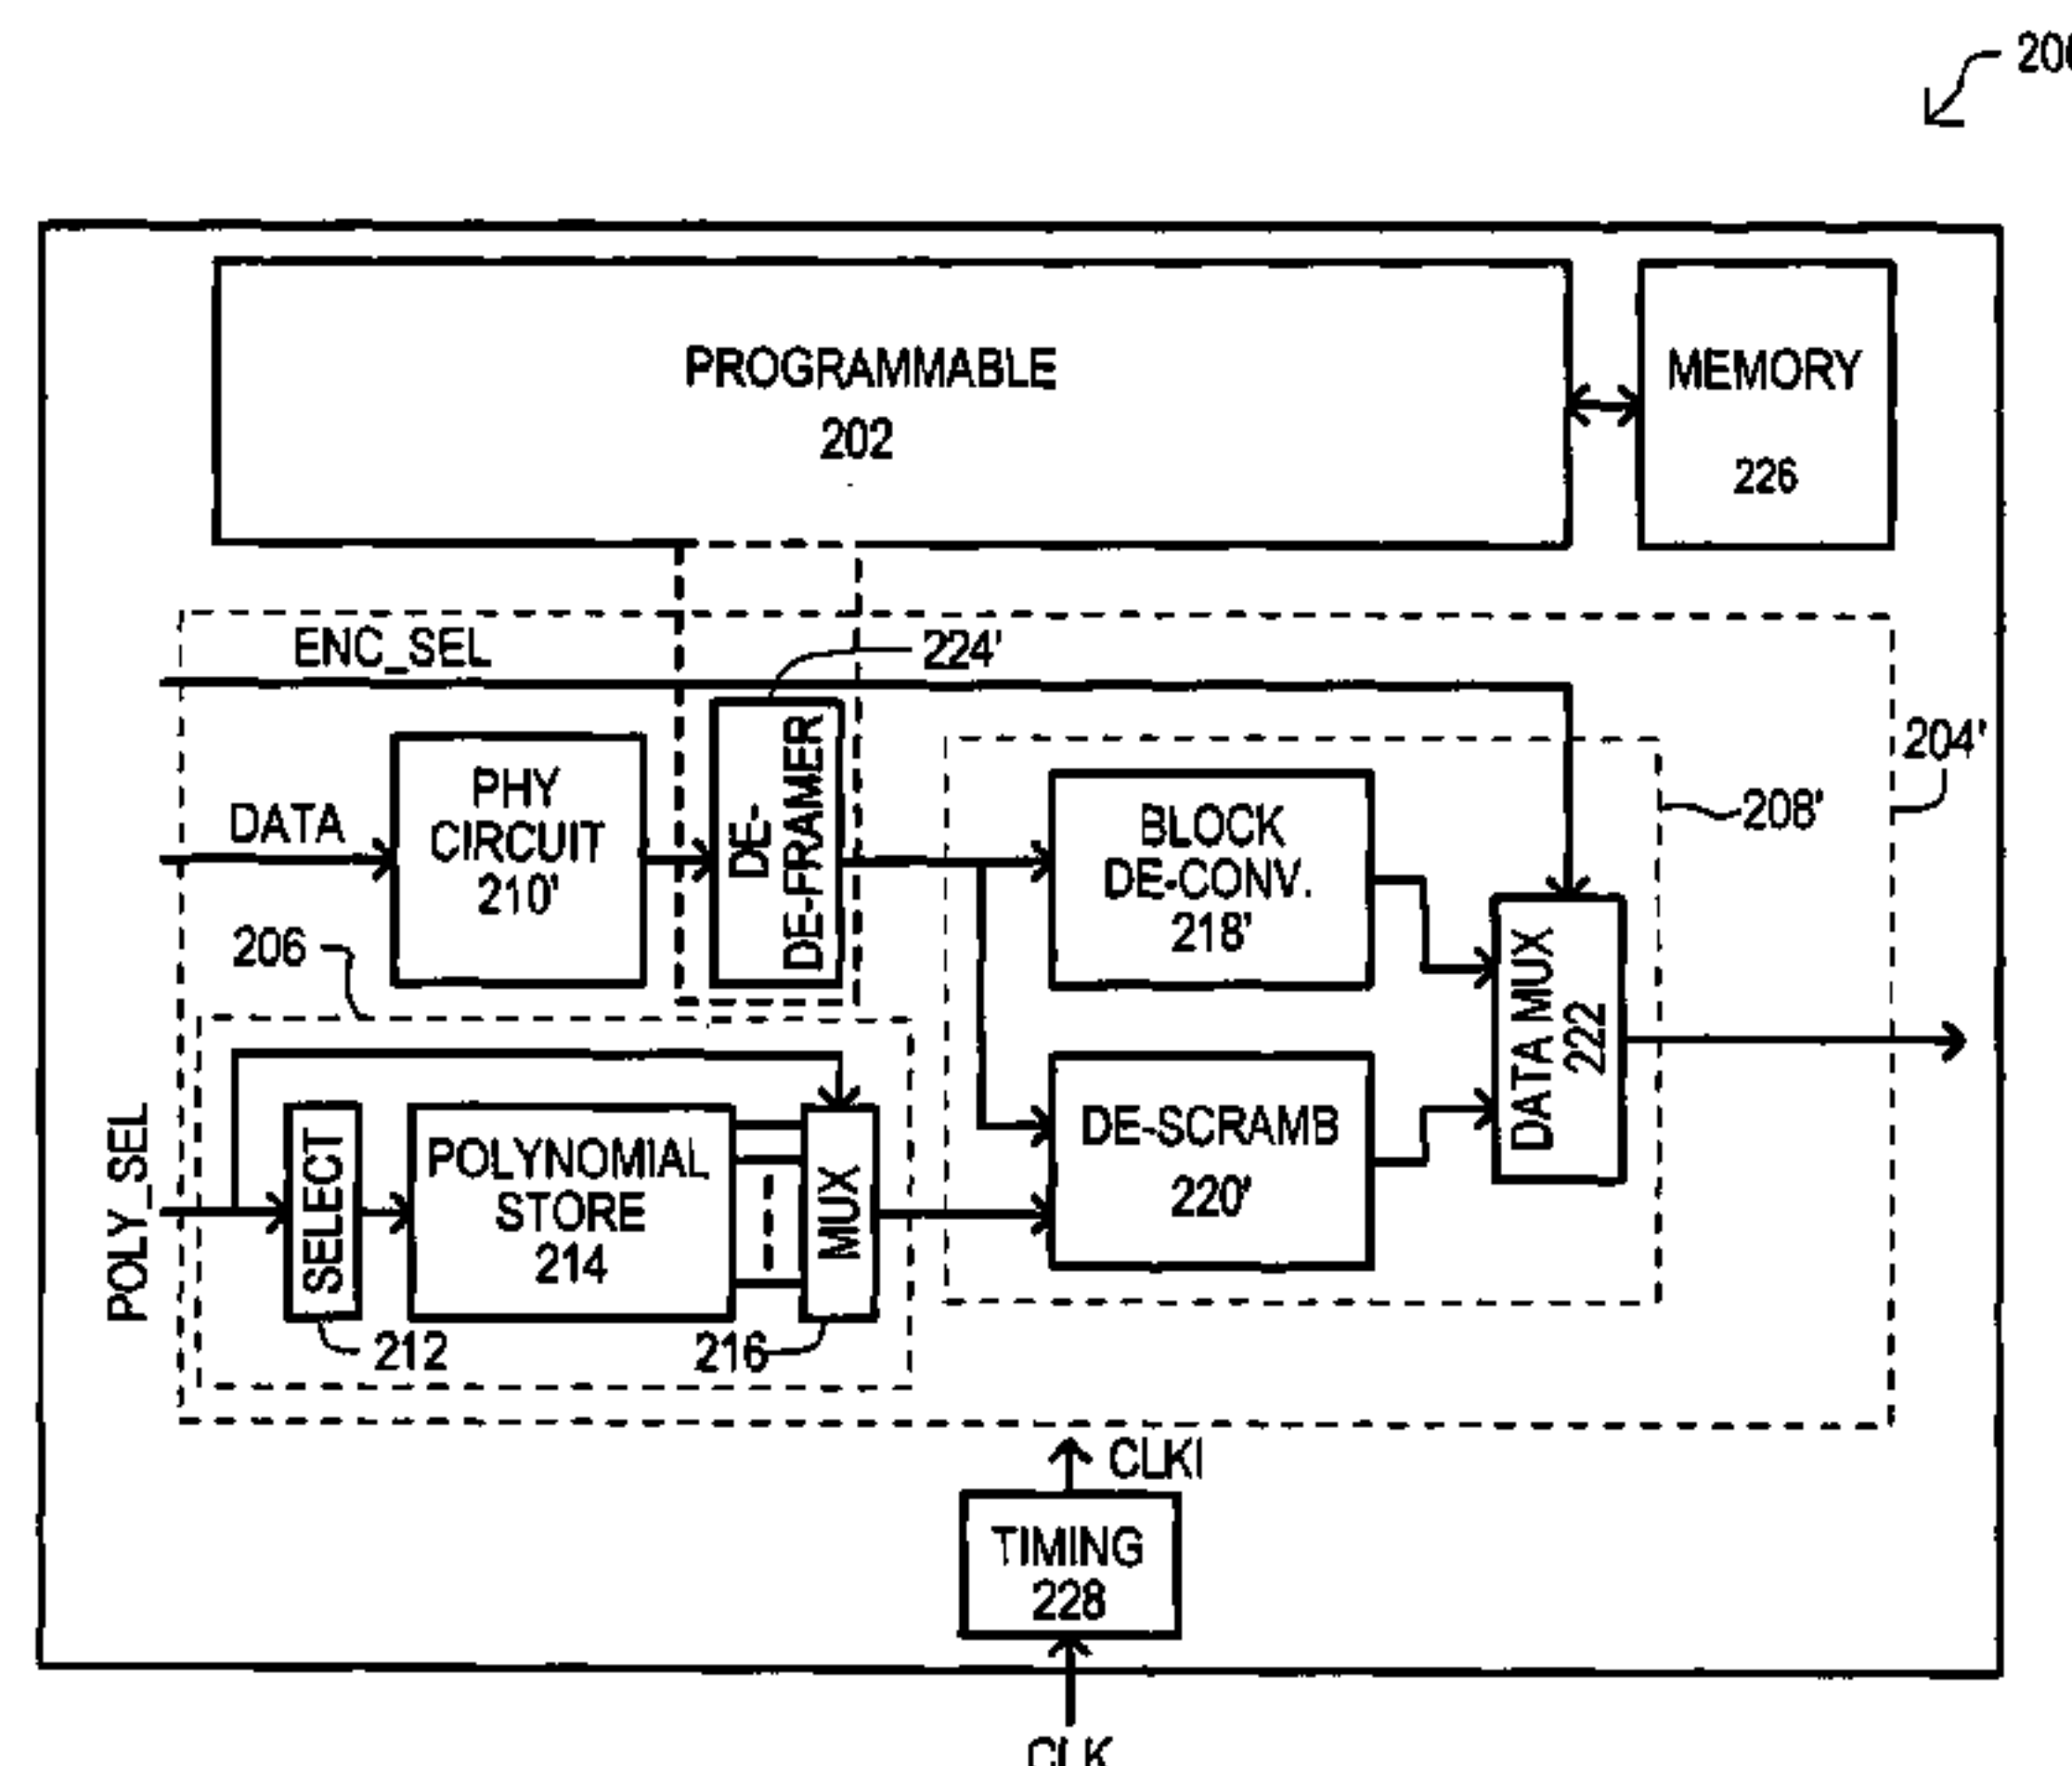 200
PROGRAMMABLE
202
MEMORY
226
ENC_SEL
224'
204'
DATA
PHY
CIRCUIT
210'
DE-
DE-FRAMER
BLOCK
DE-CONV.
218'
208'
206
DATA MUX
222
POLY_SEL
SELECT
POLYNOMIAL
STORE
214
MUX
DE-SCRAMB
220'
212
216
CLKI
TIMING
228
CLK